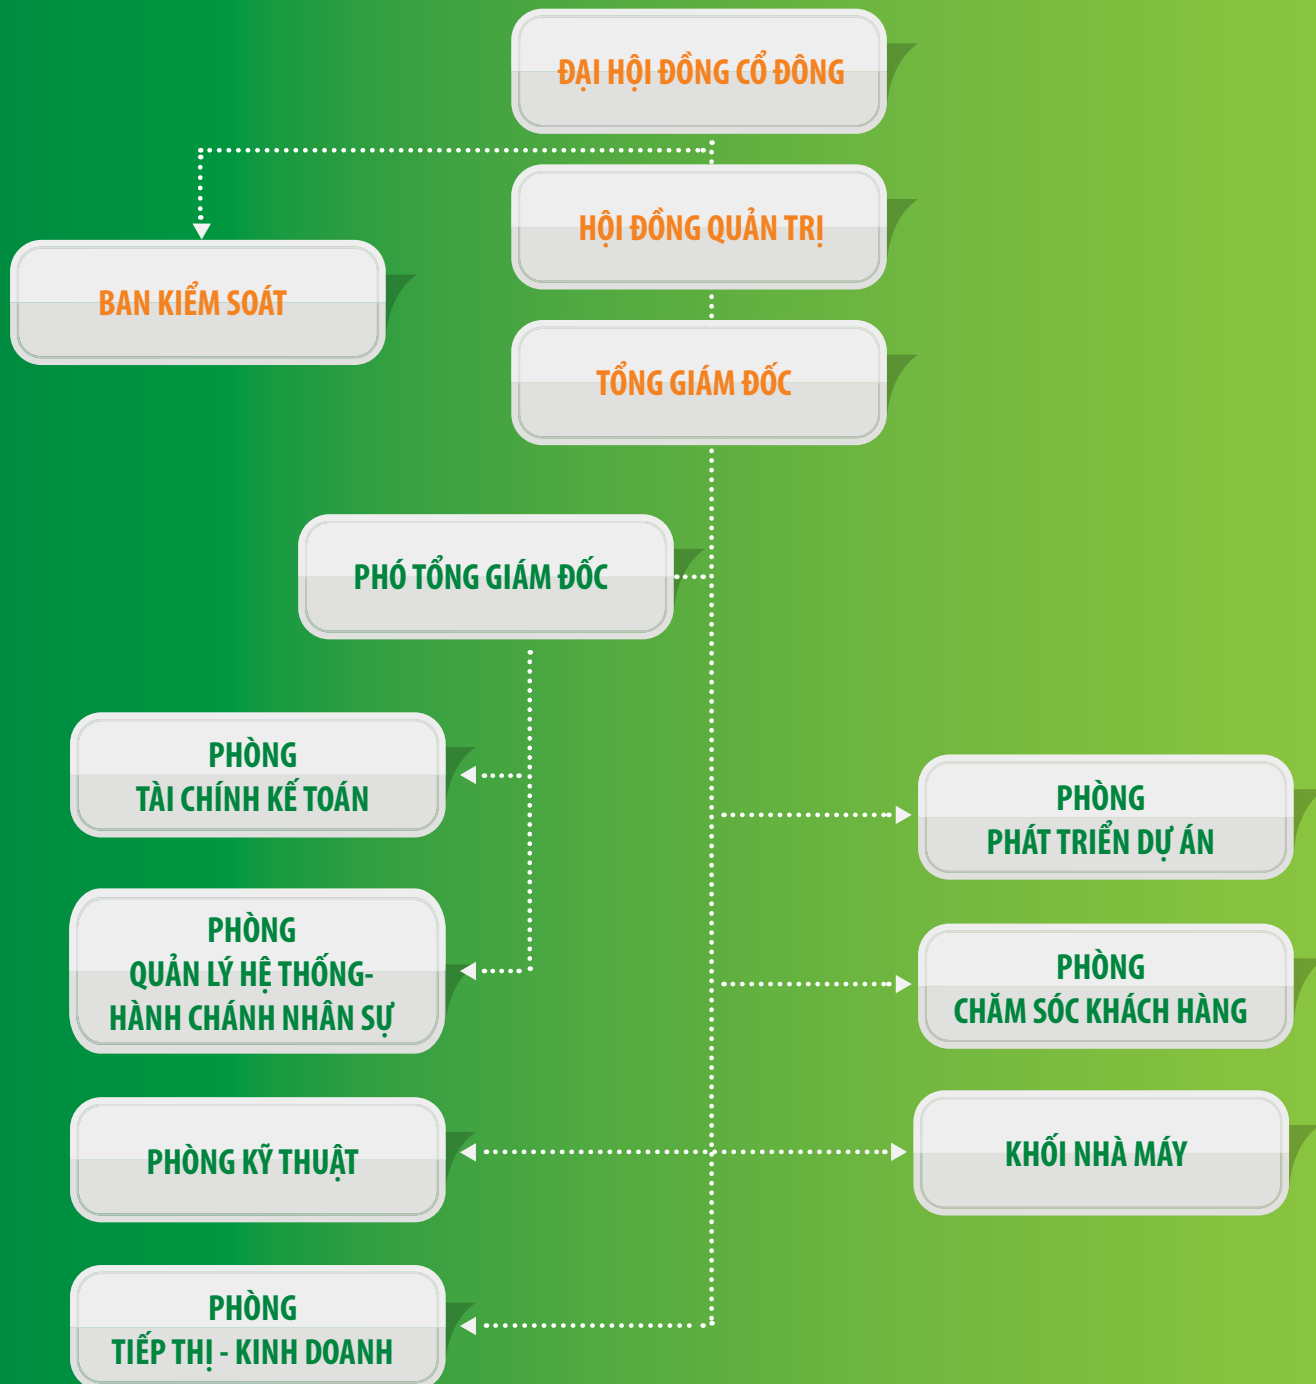 ĐẠI HỘI ĐỒNG CỔ ĐÔNG
HỘI ĐỒNG QUẢN TRỊ
BAN KIỂM SOÁT
TỔNG GIÁM ĐỐC
PHÓ TỔNG GIÁM ĐỐC
PHÒNG
TÀI CHÍNH KẾ TOÁN
PHÒNG
PHÁT TRIỂN DỰ ÁN
PHÒNG
QUẢN LÝ HỆ THỐNG-
HÀNH CHÁNH NHÂN SỰ
PHÒNG
CHĂM SÓC KHÁCH HÀNG
PHÒNG KỸ THUẬT
KHỐI NHÀ MÁY
PHÒNG
TIẾP THỊ - KINH DOANH